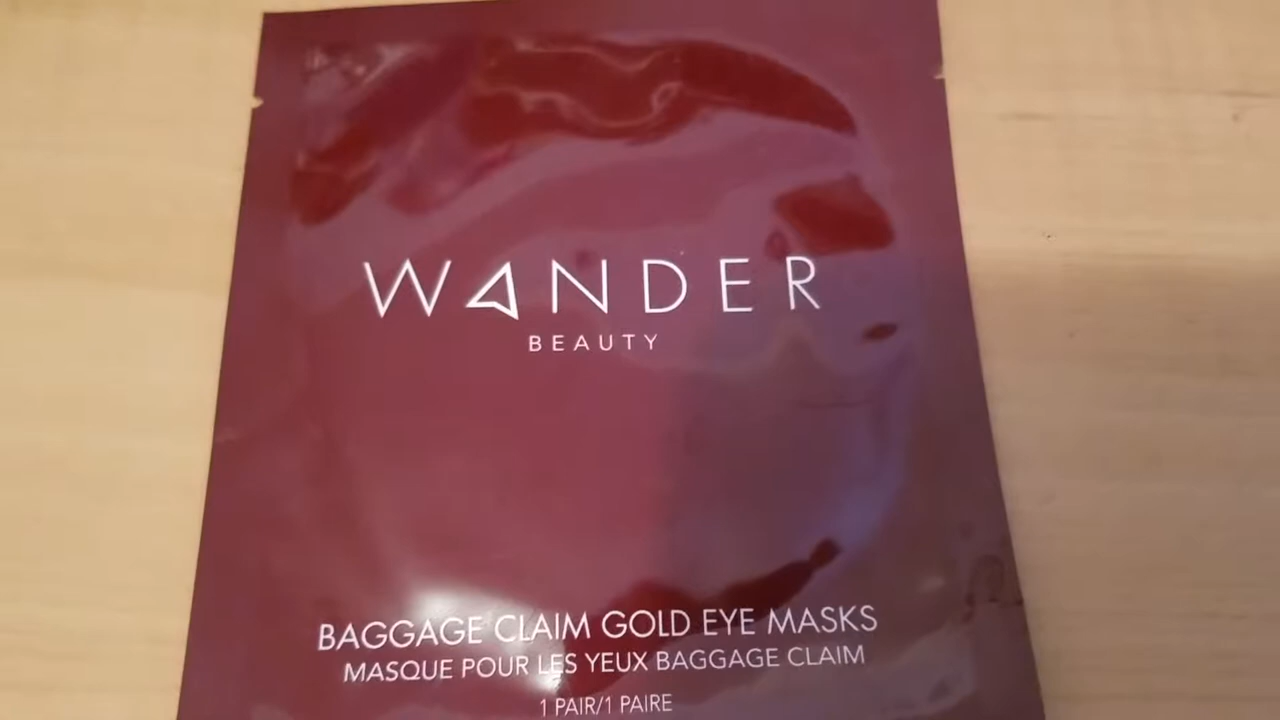 WANDER
BEAUTY
BAGGAGE CLAIM GOLD EYE MASKS
MASQUE POUR LES YEUX BAGGAGE CLAIM
1 PAIR/1 PAIRE